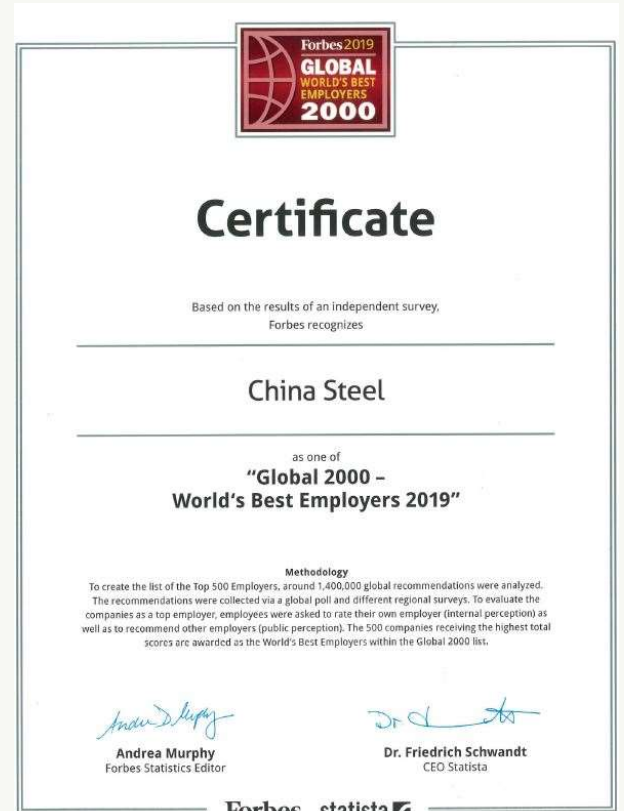 Forbes 2019
GLOBAL
WORLD'S BEST
EMPLOYERS
2000
Certificate
Based on the results of an independent survey,
Forbes recognizes
China Steel
as one of
“Global 2000 –
World's Best Employers 2019”
Methodology
To create the list of the Top 500 Employers, around 1,400,000 global recommendations were analyzed.
The recommendations were collected via a global poll and different regional surveys. To evaluate the
companies as a top employer, employees were asked to rate their own employer (internal perception) as
well as to recommend other employers (public perception). The 500 companies receiving the highest total
scores are awarded as the World's Best Employers within the Global 2000 list.
Andrea Murphy
Forbes Statistics Editor
Dr. Friedrich Schwandt
CEO Statista
Forbes statista